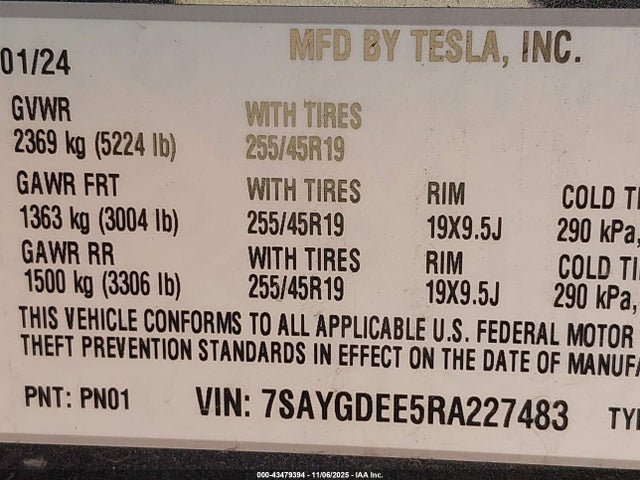 MFD BY TESLA, INC.
01/24
GVWR WITH TIRES
2369 kg (5224 lb) 255/45R19
GAWR FRT WITH TIRES RIM COLD
1363 kg (3004 lb) 255/45R19 19X9.5J 290 kPa,
GAWR RR WITH TIRES RIM COLD
1500 kg (3306 lb) 255/45R19 19X9.5J 290 kPa,
THIS VEHICLE CONFORMS TO ALL APPLICABLE U.S. FEDERAL MOTOR
THEFT PREVENTION STANDARDS IN EFFECT ON THE DATE OF MANUFA
PNT: PN01 VIN: 7SAYGDEE5RA227483 TY
000-43479394 - 11/06/2025 - IAA Inc.